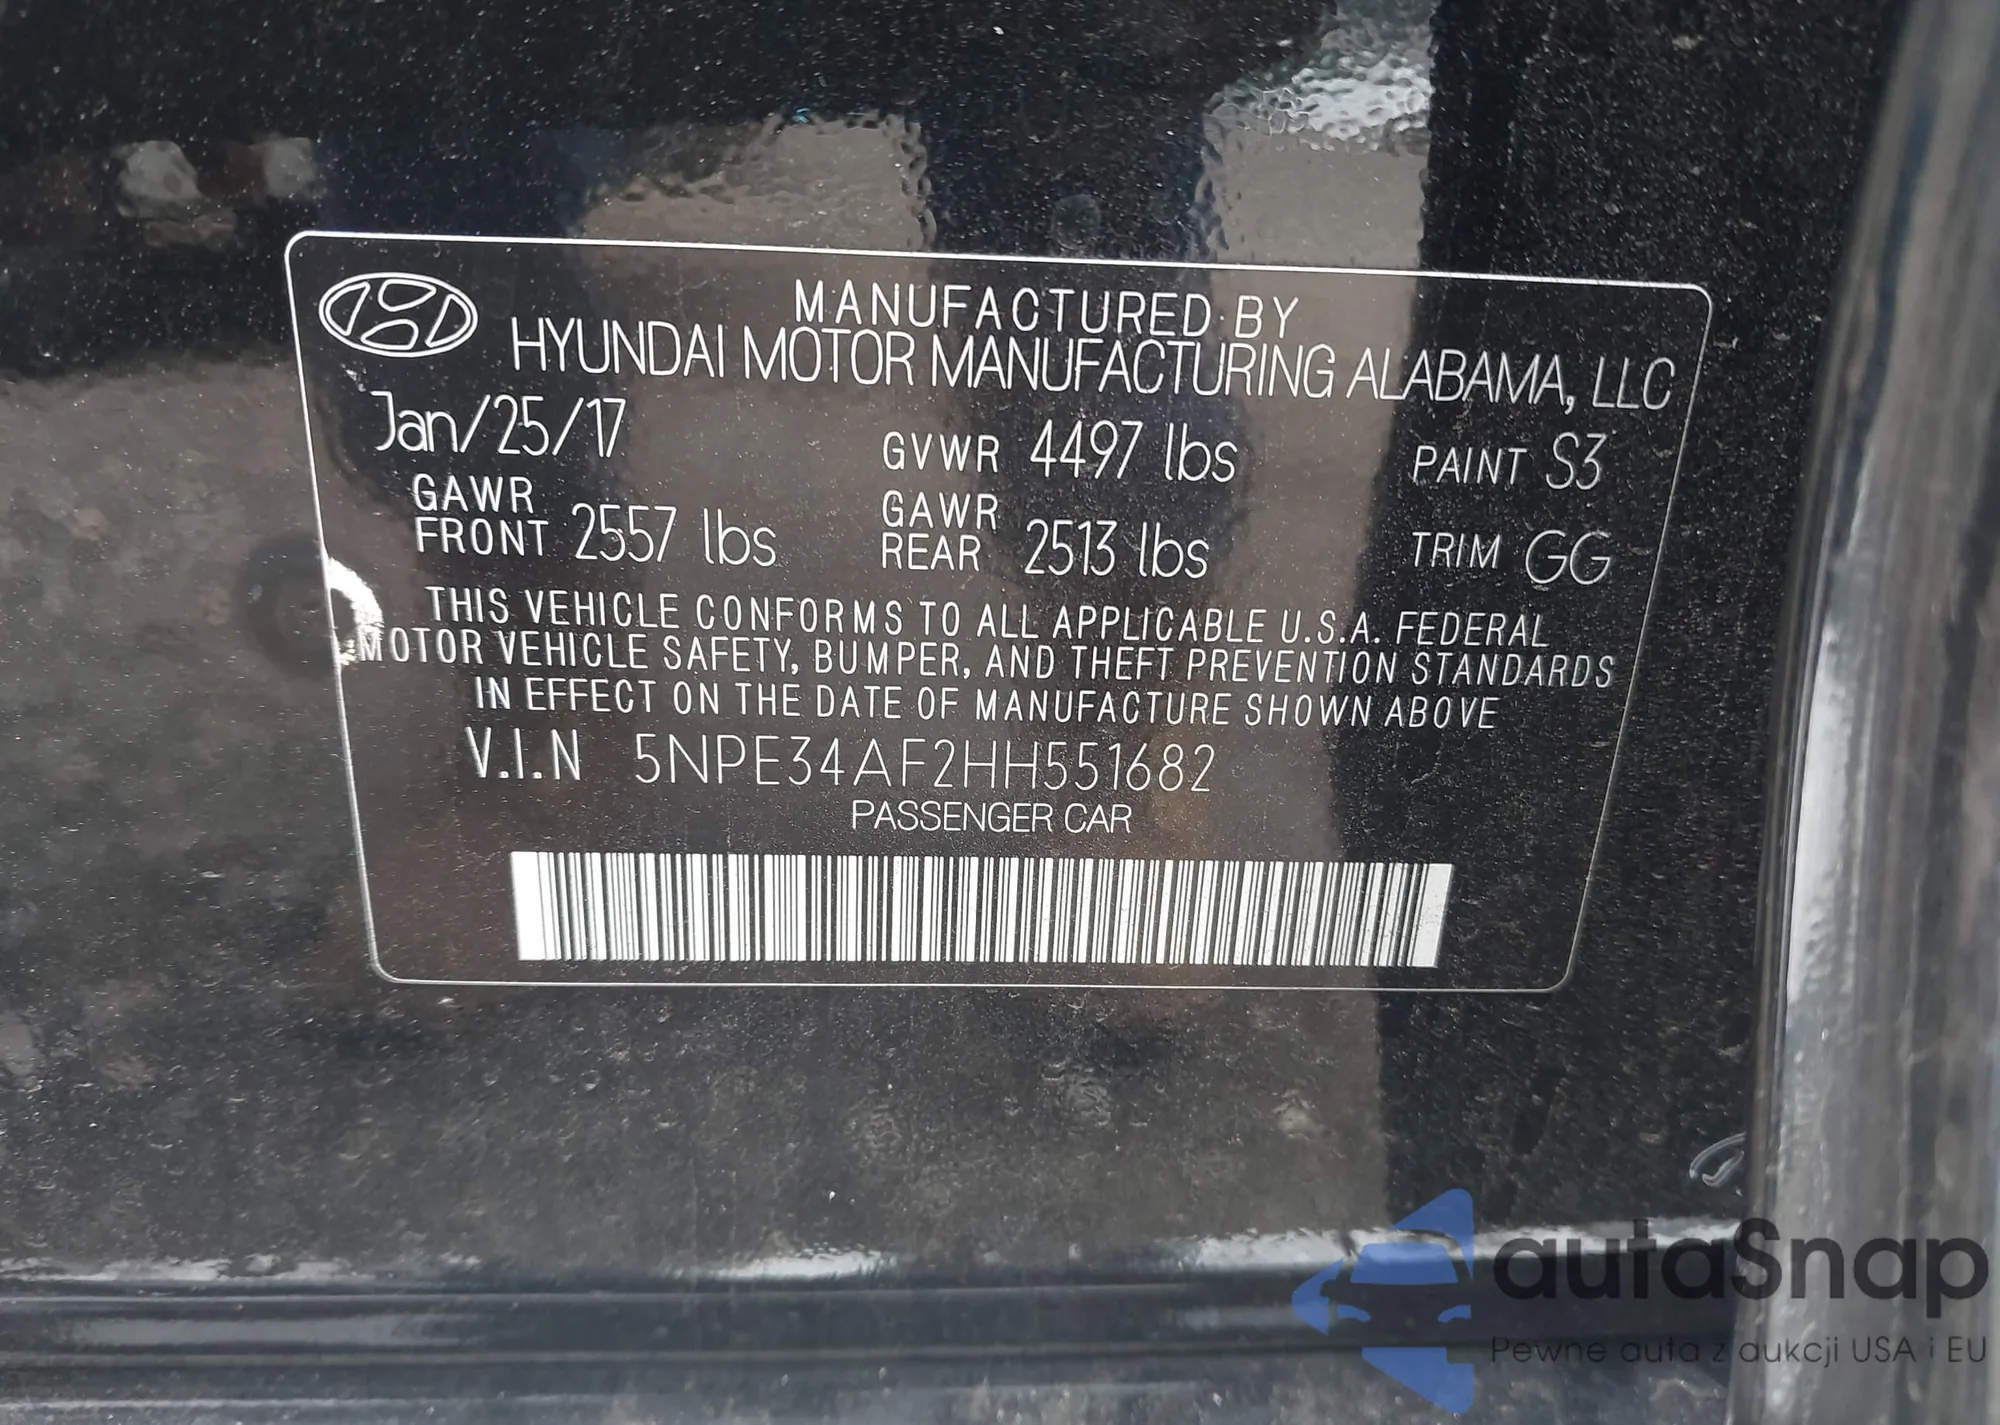 MANUFACTURED BY
HYUNDAI MOTOR MANUFACTURING ALABAMA, LLC
Jan/25/17 GVWR 4497 lbs PAINT S3
GAWR FRONT 2557 lbs GAWR REAR 2513 lbs TRIM GG
THIS VEHICLE CONFORMS TO ALL APPLICABLE U.S.A. FEDERAL
MOTOR VEHICLE SAFETY, BUMPER, AND THEFT PREVENTION STANDARDS
IN EFFECT ON THE DATE OF MANUFACTURE SHOWN ABOVE
V.I.N 5NPE34AF2HH551682
PASSENGER CAR
autaSnap
Pewne auta z aukcji USA i EU